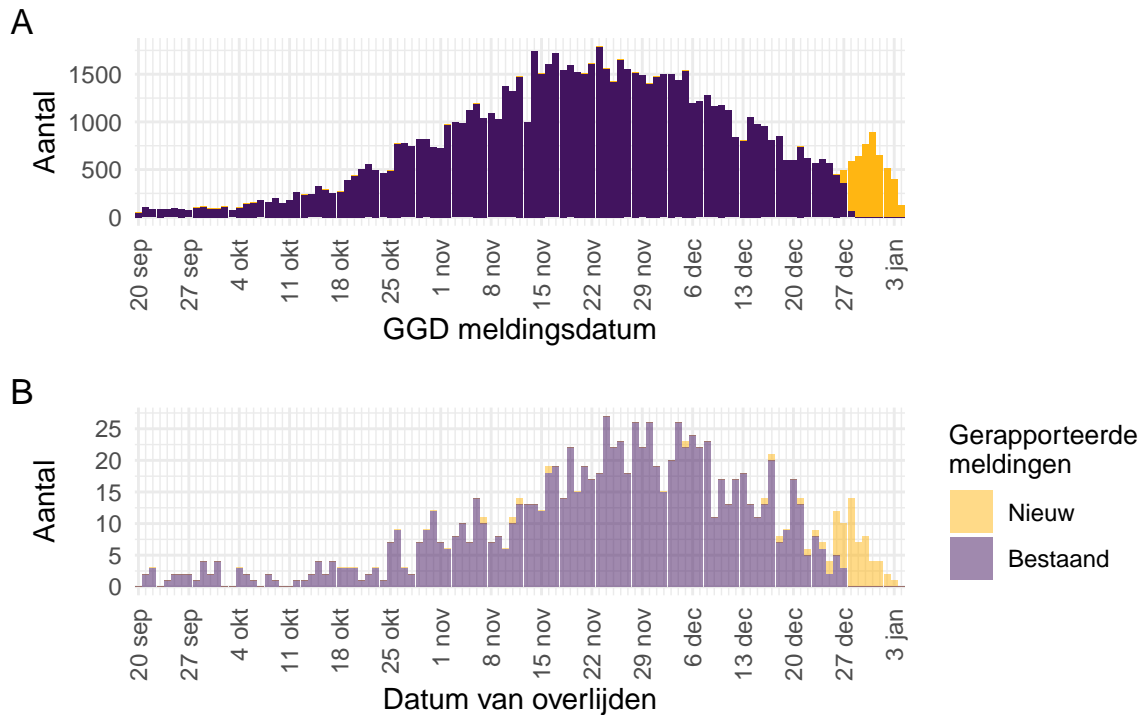 A
Aantal
1500
1000
500
0
20 sep
27 sep
4 okt
11 okt
18 okt
25 okt
1 nov
8 nov
15 nov
22 nov
29 nov
6 dec
13 dec
20 dec
27 dec
3 jan
GGD meldingsdatum
B
Aantal
25
20
15
10
5
0
20 sep
27 sep
4 okt
11 okt
18 okt
25 okt
1 nov
8 nov
15 nov
22 nov
29 nov
6 dec
13 dec
20 dec
27 dec
3 jan
Datum van overlijden
Gerapporteerde
meldingen
Nieuw
Bestaand